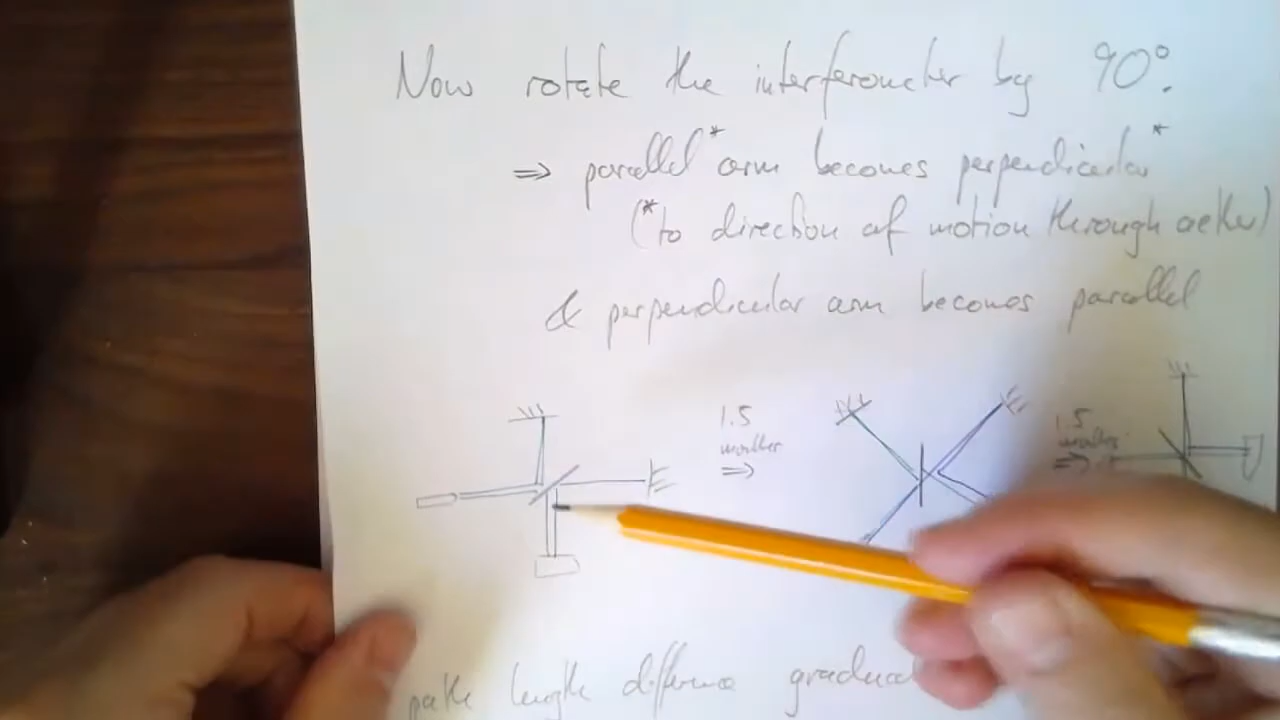 Now rotate the interferometer by 90°.
⇒ parallel* arm becomes perpendicular*
(*to direction of motion through aether)
& perpendicular arm becomes parallel
1.5 1.5
⇒ ⇒
path length difference